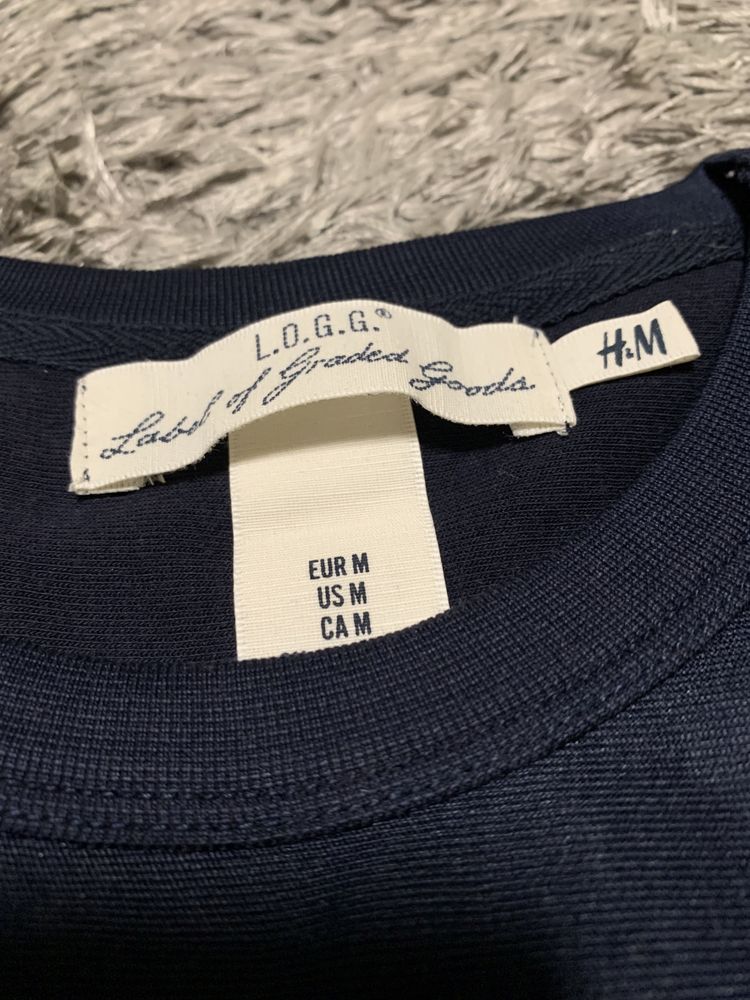 L.O.G.G.®
Label of Graded Goods
H&M
EUR M
US M
CA M